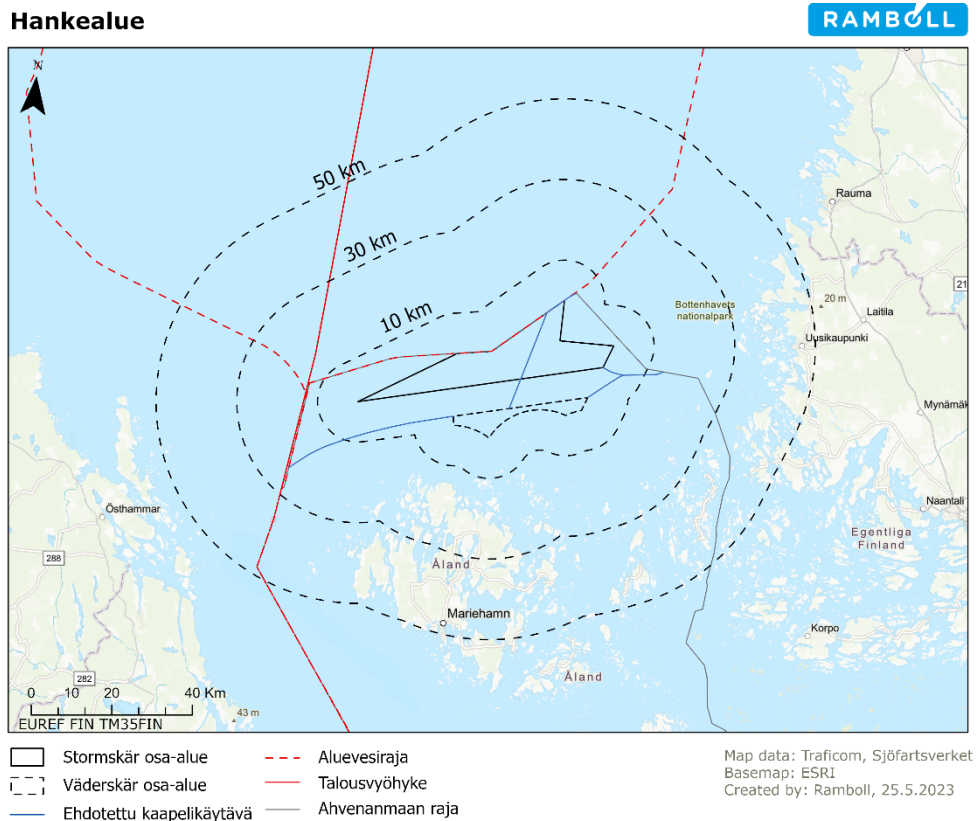 Hankealue
RAMBOLL
N
50 km
30 km
10 km
Rauma
21
Bottenhavets
nationalpark
20 m
Laitila
Uusikaupunki
Mynämäk
Östhammar
Naantali
288
Egentliga
Finland
Åland
Mariehamn
Korpo
Åland
282
43 m
0 10 20 40 Km
EUREF FIN TM35FIN
Stormskär osa-alue
Väderskär osa-alue
Ehdotettu kaapelikäytävä
Aluevesiraja
Talousvyöhyke
Ahvenanmaan raja
Map data: Traficom, Sjöfartsverket
Basemap: ESRI
Created by: Ramboll, 25.5.2023